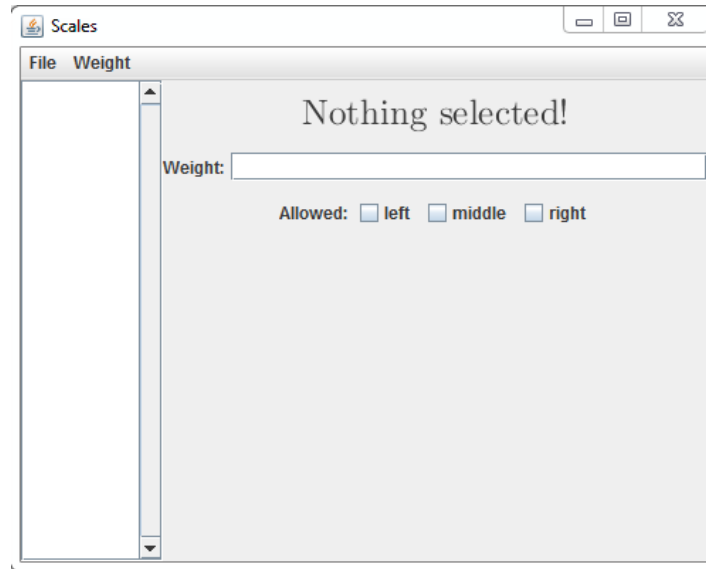 Scales
File Weight
Nothing selected!
Weight:
Allowed: left middle right